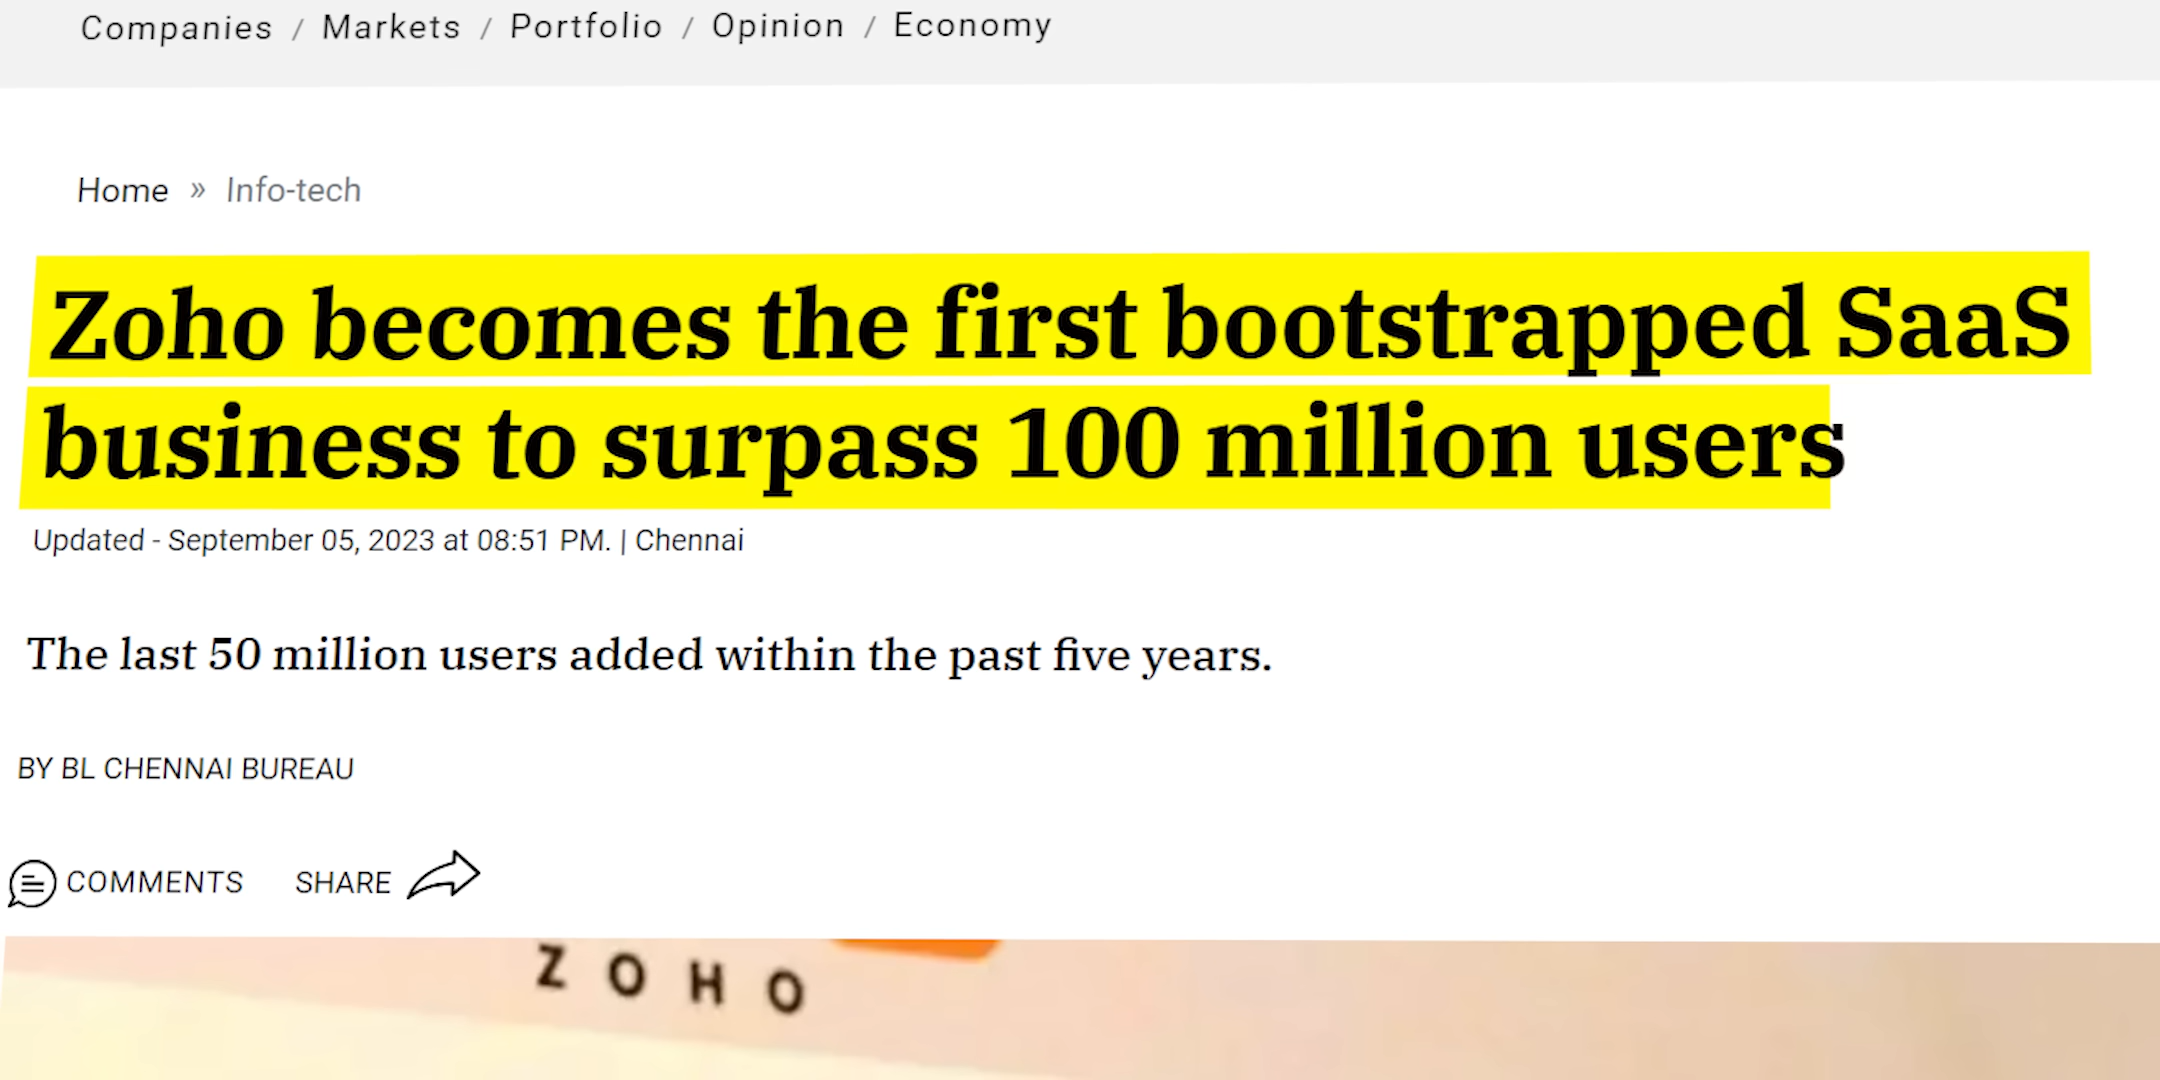 Companies / Markets / Portfolio / Opinion / Economy
Home » Info-tech
Zoho becomes the first bootstrapped SaaS
business to surpass 100 million users
Updated - September 05, 2023 at 08:51 PM. | Chennai
The last 50 million users added within the past five years.
BY BL CHENNAI BUREAU
COMMENTS SHARE
ZOHO